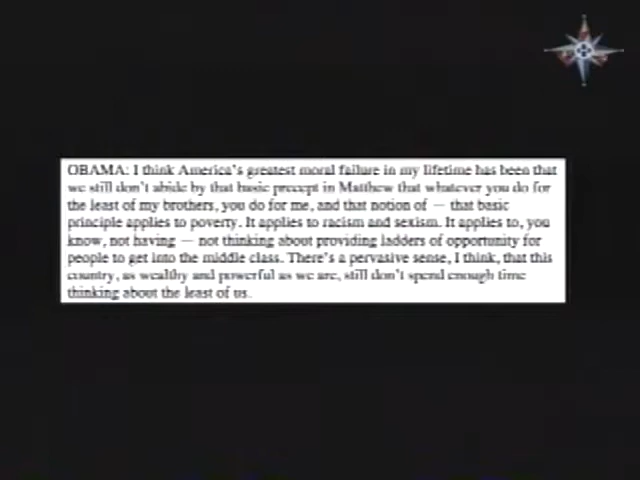 OBAMA: I think America's greatest moral failure in my lifetime has been that
we still don't abide by that basic precept in Matthew that whatever you do for
the least of my brothers, you do for me, and that notion of — that basic
principle applies to poverty. It applies to racism and sexism. It applies to, you
know, not having — not thinking about providing ladders of opportunity for
people to get into the middle class. There's a pervasive sense, I think, that this
country, as wealthy and powerful as we are, still don't spend enough time
thinking about the least of us.